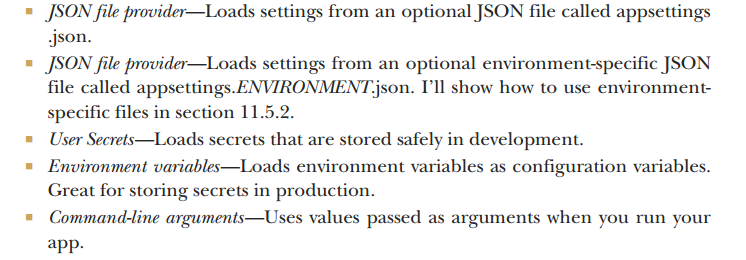 ▪ JSON file provider—Loads settings from an optional JSON file called appsettings
.json.
▪ JSON file provider—Loads settings from an optional environment-specific JSON
file called appsettings.ENVIRONMENT.json. I’ll show how to use environment-
specific files in section 11.5.2.
▪ User Secrets—Loads secrets that are stored safely in development.
▪ Environment variables—Loads environment variables as configuration variables.
Great for storing secrets in production.
▪ Command-line arguments—Uses values passed as arguments when you run your
app.